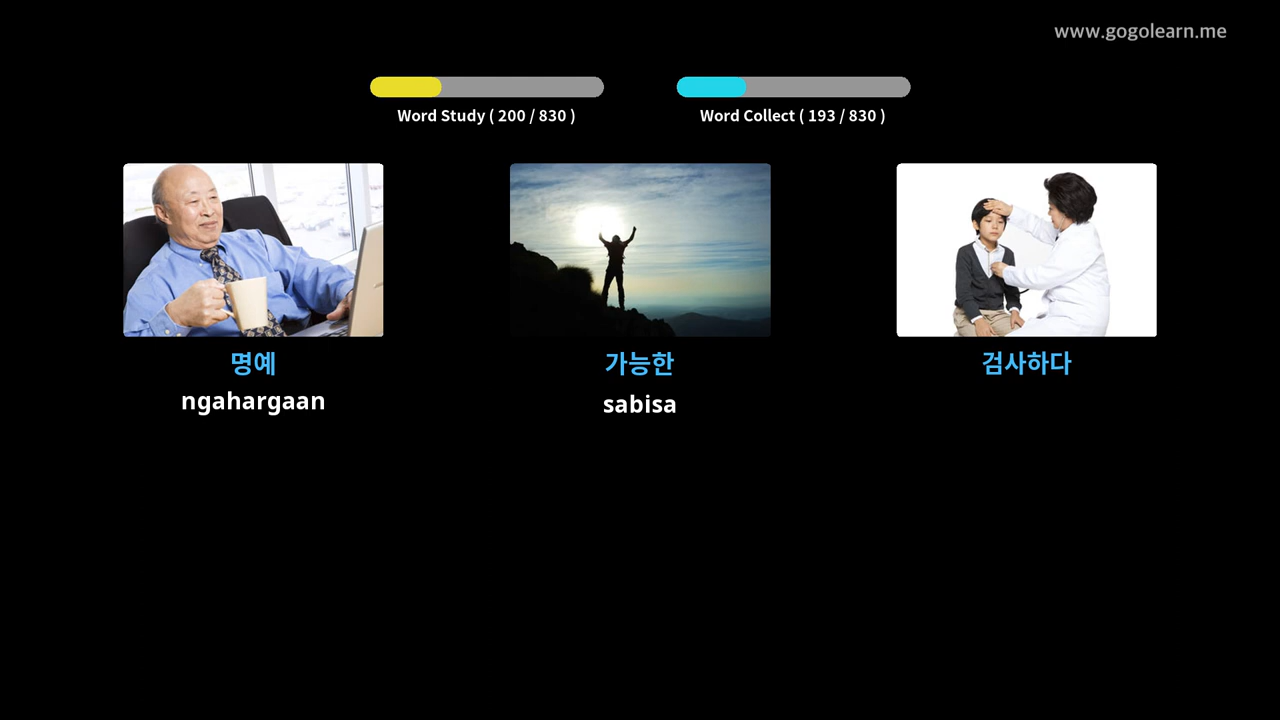 www.gogolearn.me
Word Study ( 200 / 830 )
Word Collect ( 193 / 830 )
명예
가능한
검사하다
ngahargaan
sabisa